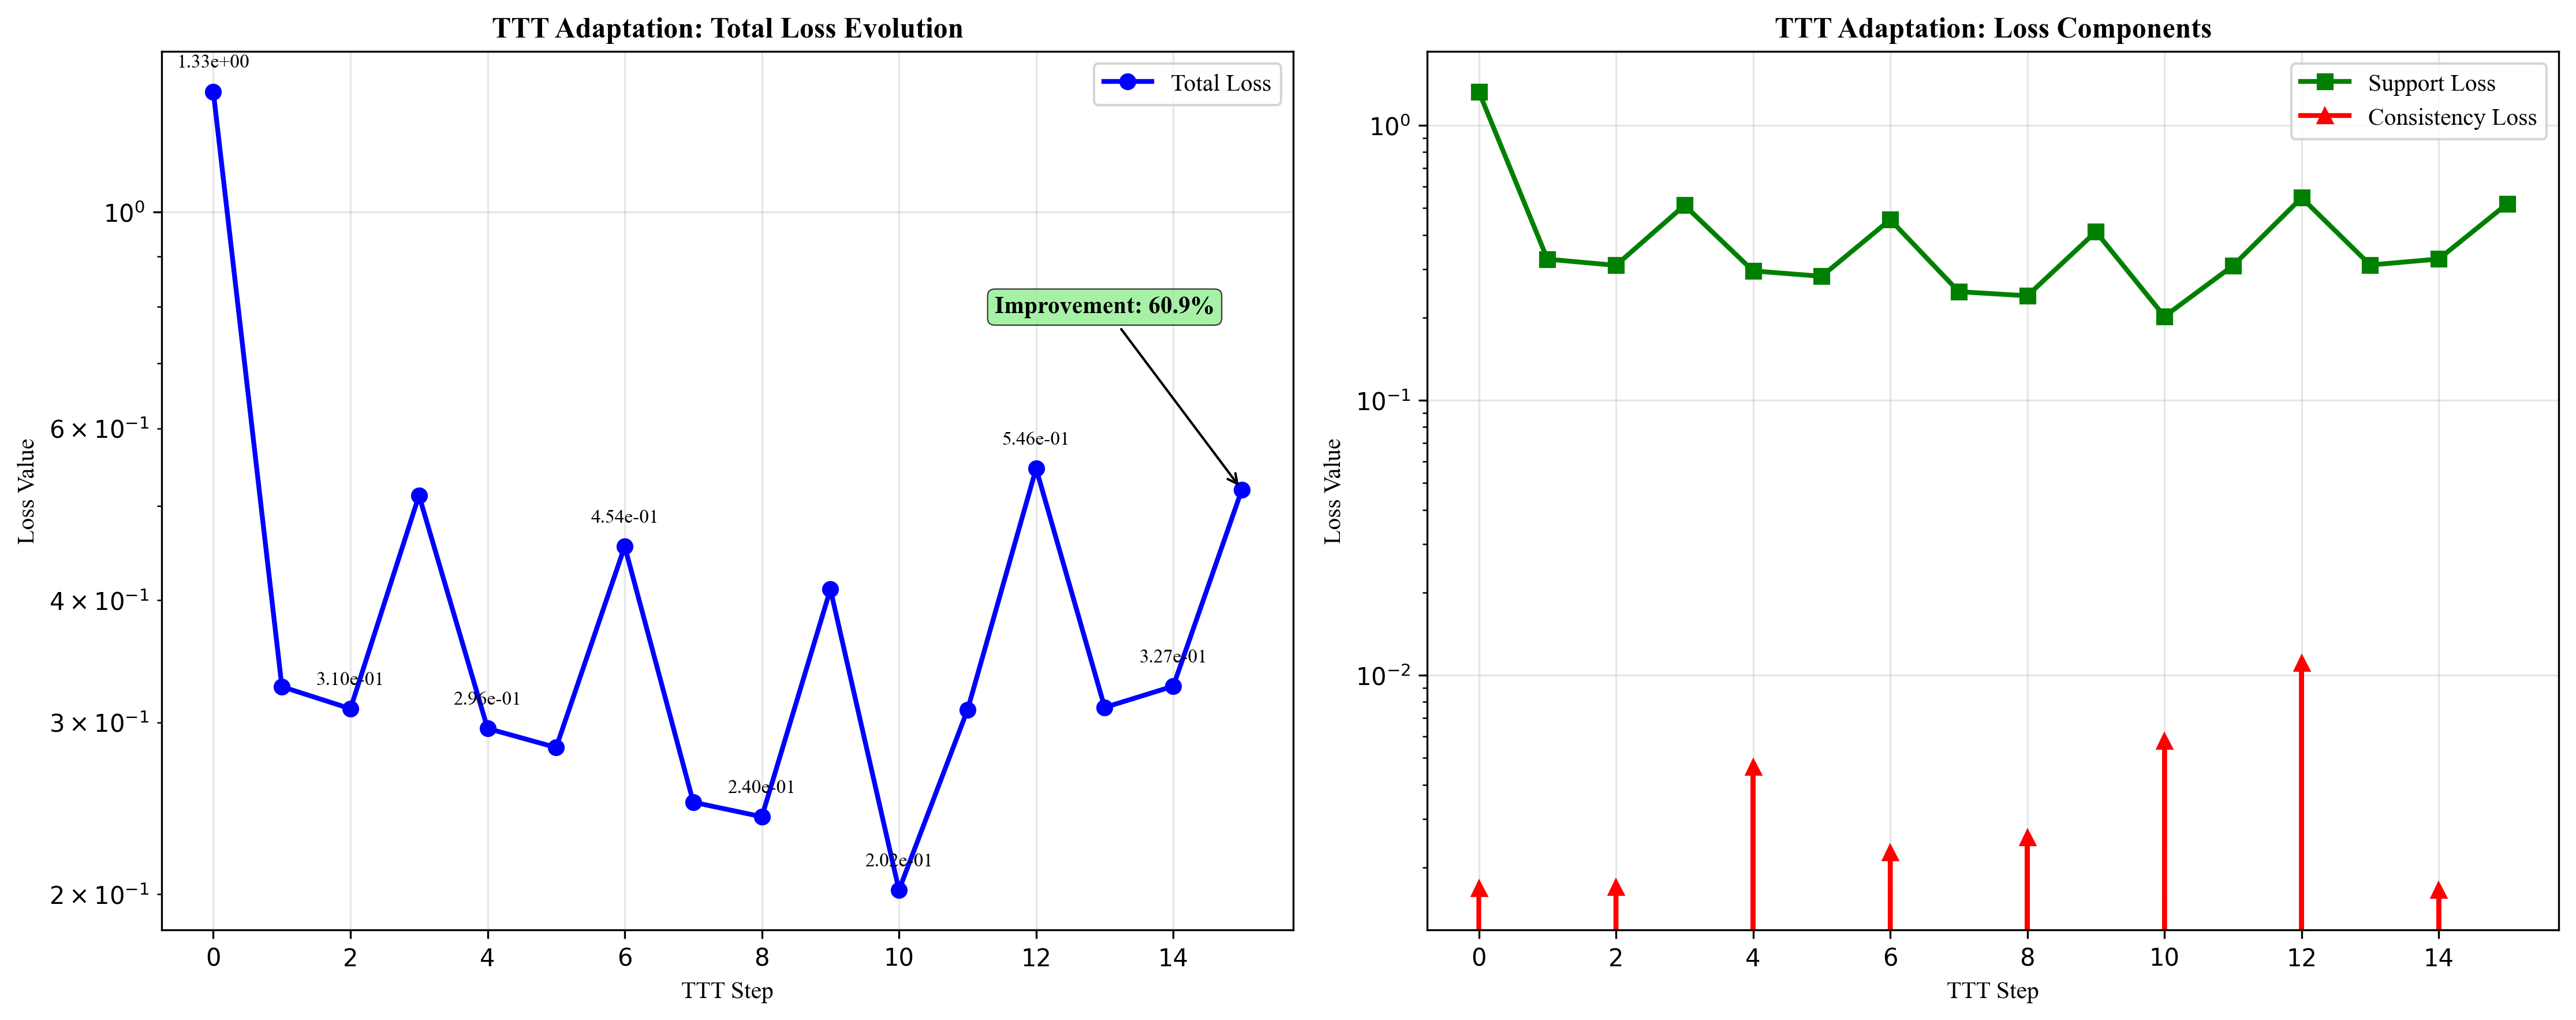 TTT Adaptation: Total Loss Evolution
1.33e+00
Total Loss
10⁰
Improvement: 60.9%
6 × 10⁻¹
5.46e-01
4.54e-01
4 × 10⁻¹
3.27e-01
3.10e-01
2.96e-01
3 × 10⁻¹
2.40e-01
2.02e-01
2 × 10⁻¹
Loss Value
0 2 4 6 8 10 12 14
TTT Step
TTT Adaptation: Loss Components
Support Loss
Consistency Loss
10⁰
10⁻¹
10⁻²
Loss Value
0 2 4 6 8 10 12 14
TTT Step